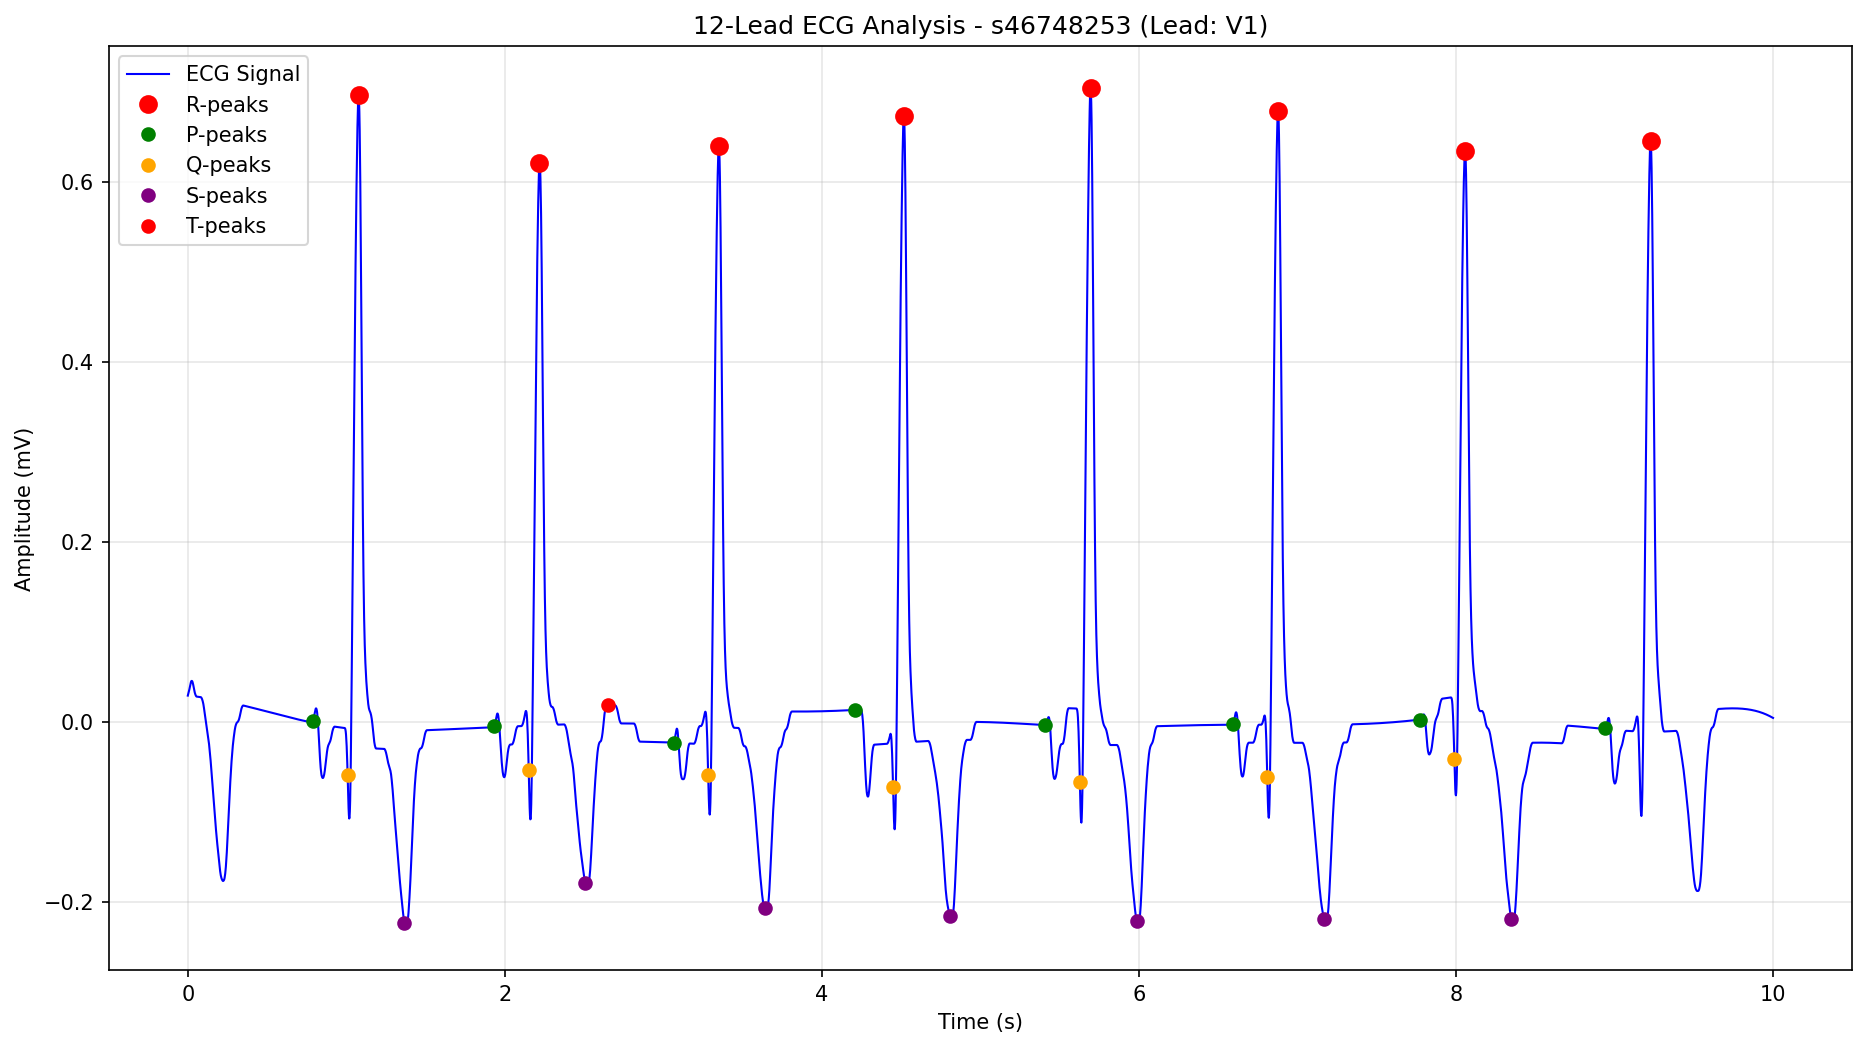 12-Lead ECG Analysis - s46748253 (Lead: V1)
ECG Signal
R-peaks
P-peaks
Q-peaks
S-peaks
T-peaks
Amplitude (mV)
0.6
0.4
0.2
0.0
−0.2
0 2 4 6 8 10
Time (s)